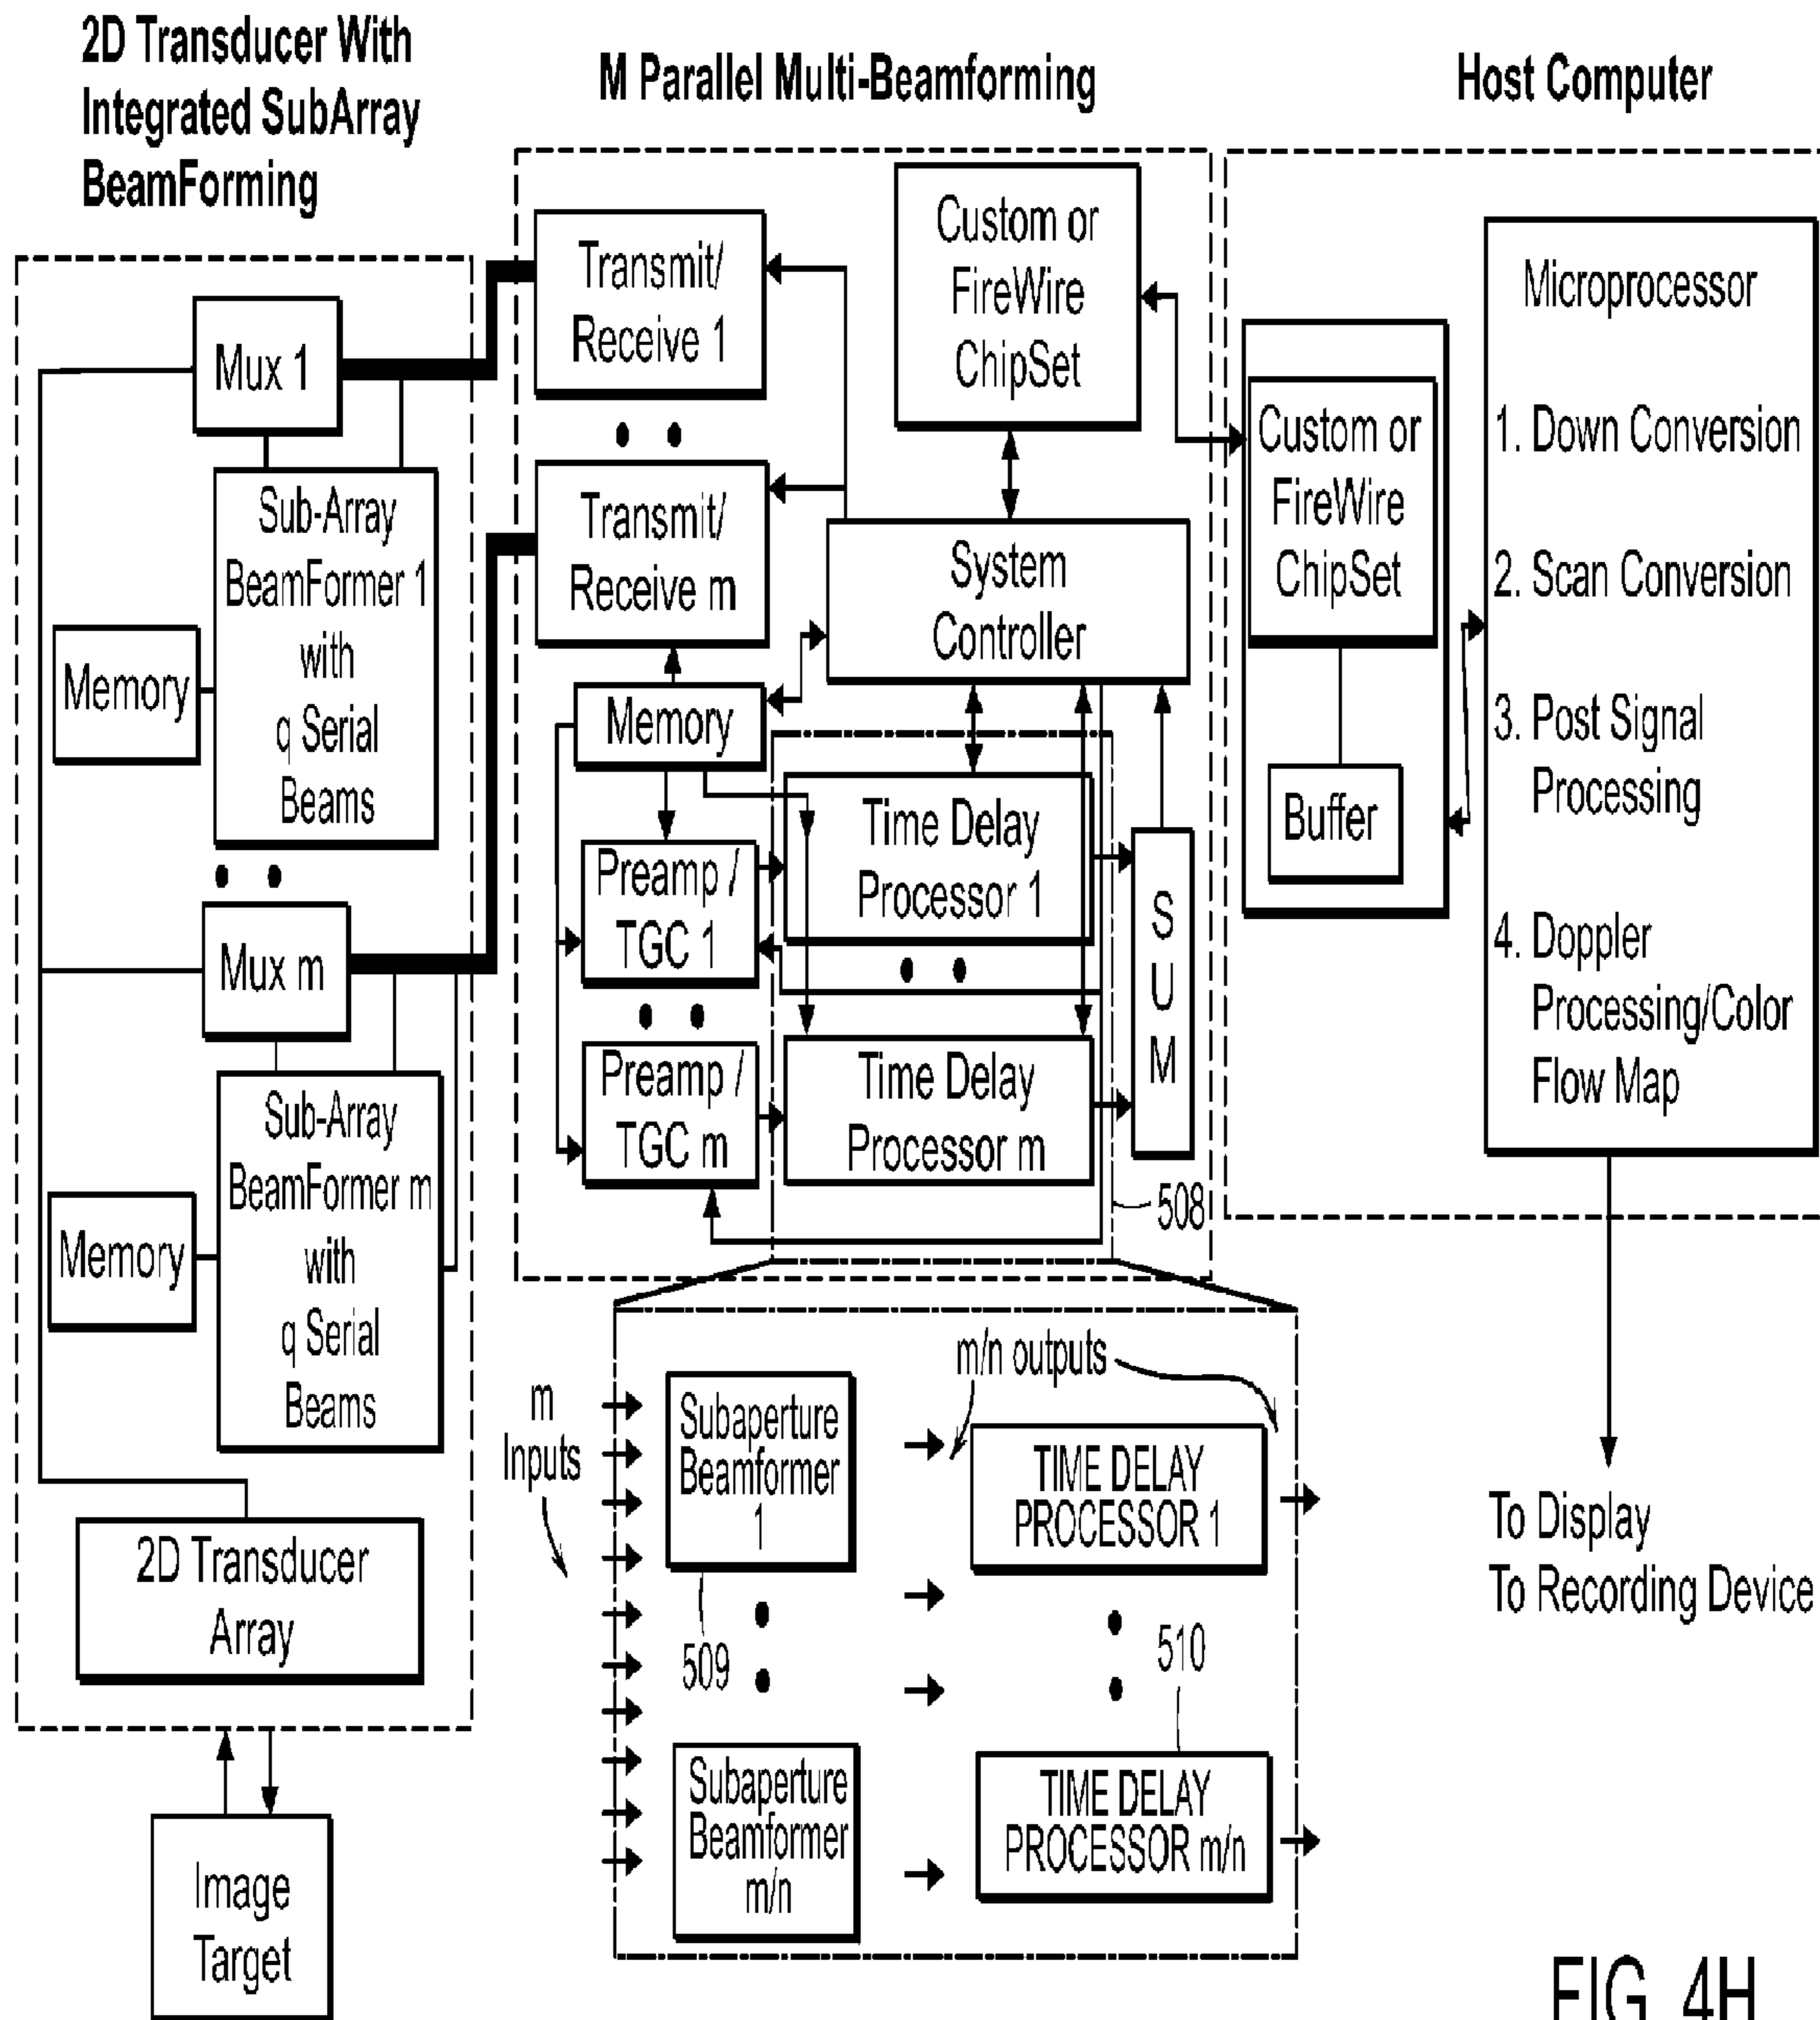 2D Transducer With
Integrated SubArray
BeamForming
M Parallel Multi-Beamforming
Host Computer
Mux 1
Sub-Array
BeamFormer 1
with
q Serial
Beams
Memory
Mux m
Sub-Array
BeamFormer m
with
q Serial
Beams
Memory
2D Transducer
Array
Image
Target
Transmit/
Receive 1
Transmit/
Receive m
Custom or
FireWire
ChipSet
System
Controller
Memory
Preamp /
TGC 1
Preamp /
TGC m
Time Delay
Processor 1
Time Delay
Processor m
S
U
M
508
Custom or
FireWire
ChipSet
Buffer
Microprocessor
1. Down Conversion
2. Scan Conversion
3. Post Signal
Processing
4. Doppler
Processing/Color
Flow Map
m
Inputs
Subaperture
Beamformer
1
509
Subaperture
Beamformer
m/n
m/n outputs
TIME DELAY
PROCESSOR 1
510
TIME DELAY
PROCESSOR m/n
To Display
To Recording Device
FIG. 4H